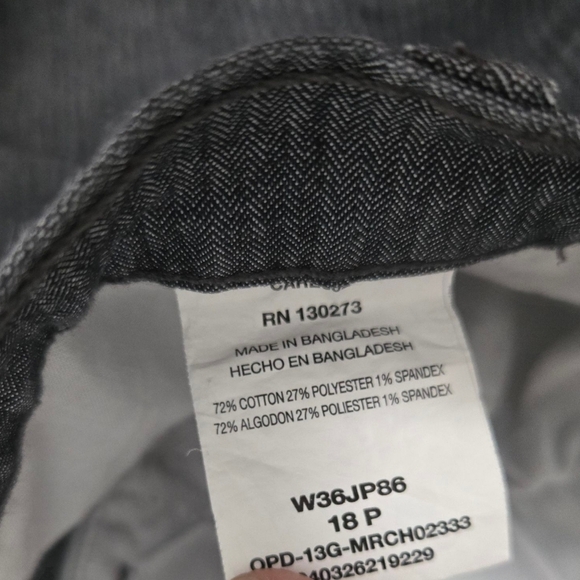 RN 130273
MADE IN BANGLADESH
HECHO EN BANGLADESH
72% COTTON 27% POLYESTER 1% SPANDEX
72% ALGODON 27% POLIESTER 1% SPANDEX
W36JP86
18 P
OPD-13G-MRCH02333
40326219229